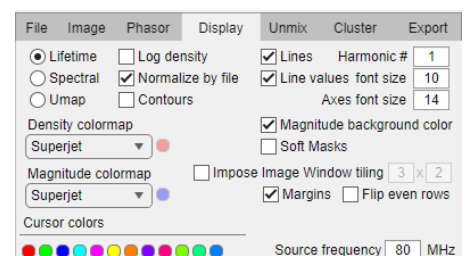 File Image Phasor Display Unmix Cluster Export
Lifetime Log density Lines Harmonic # 1
Spectral Normalize by file Line values font size 10
Umap Contours Axes font size 14
Density colormap Magnitude background color
Superjet Soft Masks
Magnitude colormap Impose Image Window tiling 3 x 2
Superjet Margins Flip even rows
Cursor colors
Source frequency 80 MHz